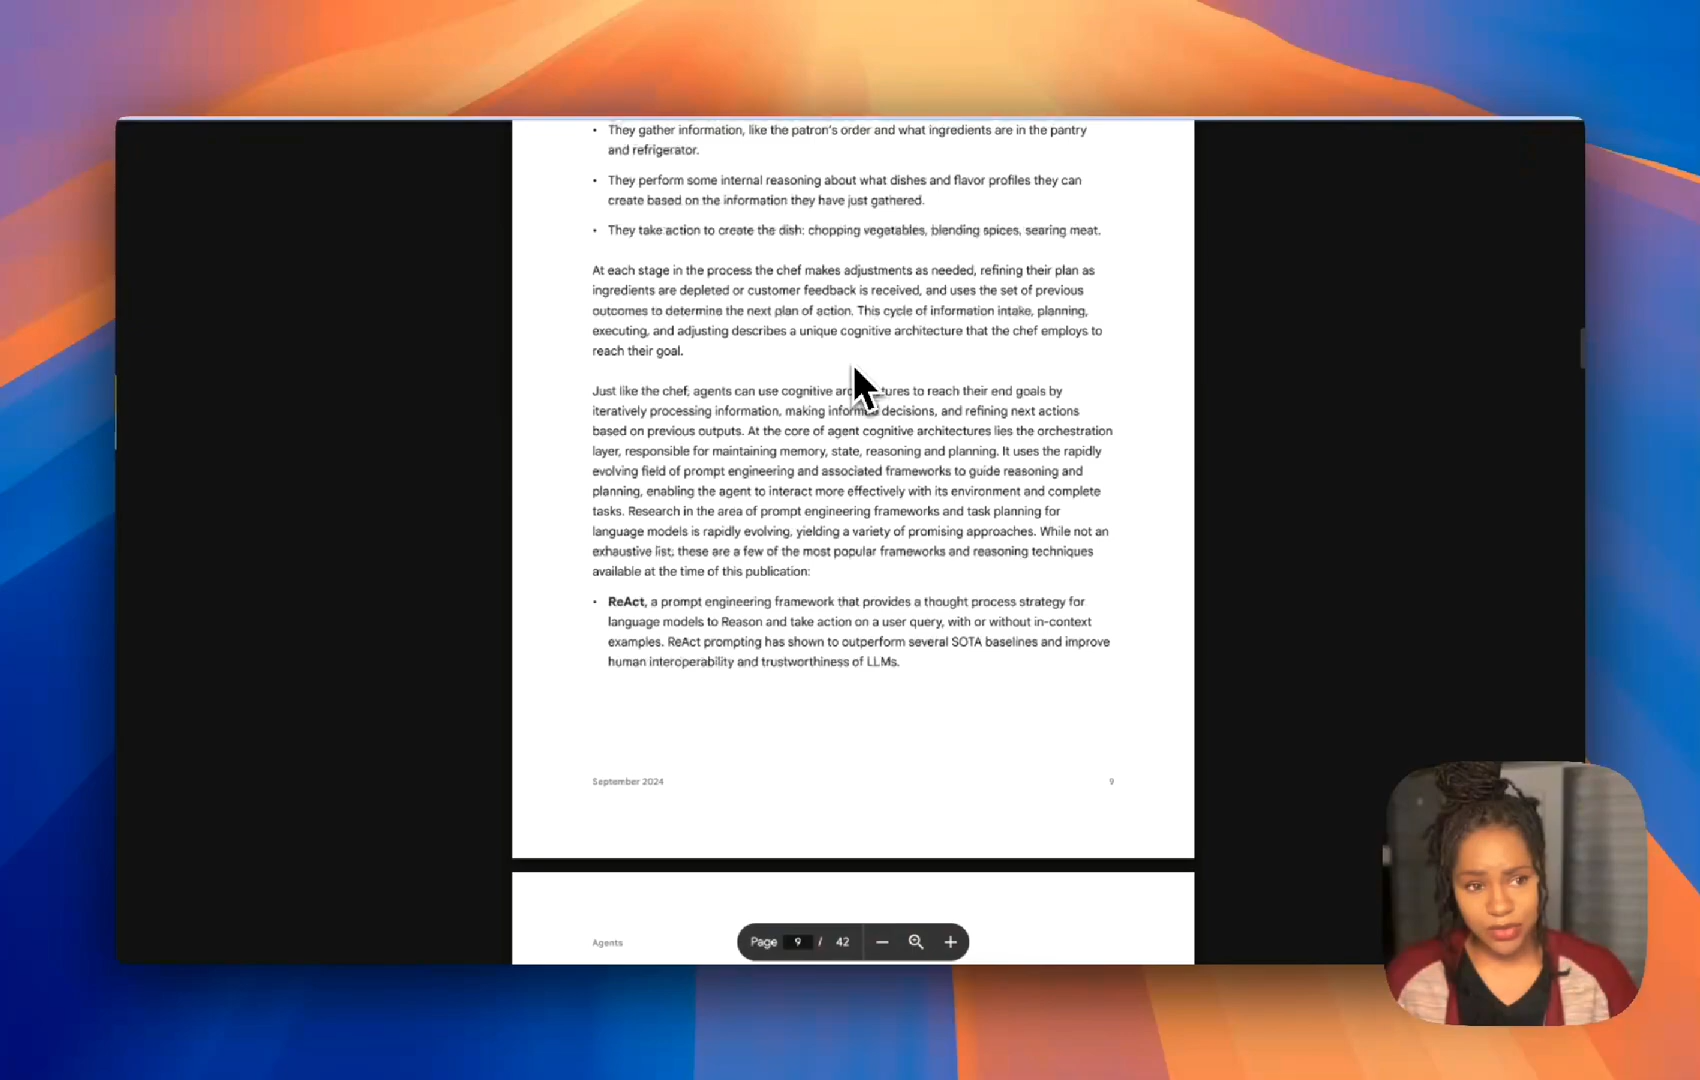 • They gather information, like the patron's order and what ingredients are in the pantry
and refrigerator.
• They perform some internal reasoning about what dishes and flavor profiles they can
create based on the information they have just gathered.
• They take action to create the dish: chopping vegetables, blending spices, searing meat.
At each stage in the process the chef makes adjustments as needed, refining their plan as
ingredients are depleted or customer feedback is received, and uses the set of previous
outcomes to determine the next plan of action. This cycle of information intake, planning,
executing, and adjusting describes a unique cognitive architecture that the chef employs to
reach their goal.
Just like the chef, agents can use cognitive architectures to reach their end goals by
iteratively processing information, making informed decisions, and refining next actions
based on previous outputs. At the core of agent cognitive architectures lies the orchestration
layer, responsible for maintaining memory, state, reasoning and planning. It uses the rapidly
evolving field of prompt engineering and associated frameworks to guide reasoning and
planning, enabling the agent to interact more effectively with its environment and complete
tasks. Research in the area of prompt engineering frameworks and task planning for
language models is rapidly evolving, yielding a variety of promising approaches. While not an
exhaustive list, these are a few of the most popular frameworks and reasoning techniques
available at the time of this publication:
• ReAct, a prompt engineering framework that provides a thought process strategy for
language models to Reason and take action on a user query, with or without in-context
examples. ReAct prompting has shown to outperform several SOTA baselines and improve
human interoperability and trustworthiness of LLMs.
September 2024 9
Agents
Page 9 / 42